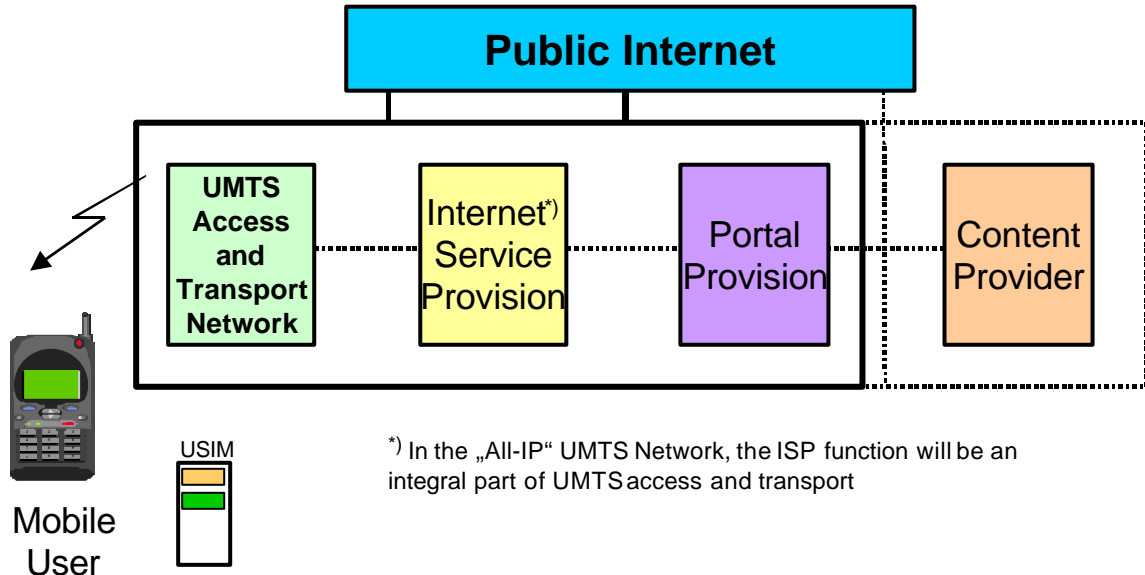 Public Internet
UMTS
Access
and
Transport
Network
Internet*)
Service
Provision
Portal
Provision
Content
Provider
USIM
*) In the „All-IP“ UMTS Network, the ISP function will be an
integral part of UMTS access and transport
Mobile
User